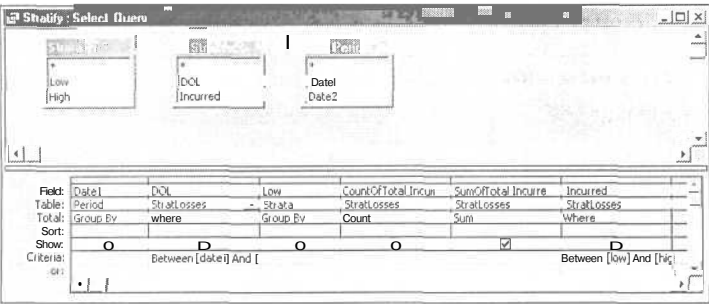 Stratify : Select Query
*
Low
High
*
DOL
Incurred
*
Date1
Date2
Field: Date1 DOL Low CountOfTotal Incurr SumOfTotal Incurre Incurred
Table: Period StratLosses Strata StratLosses StratLosses StratLosses
Total: Group By where Group By Count Sum Where
Sort:
Show:
Criteria: Between [date1] And [ Between [low] And [hig
or: